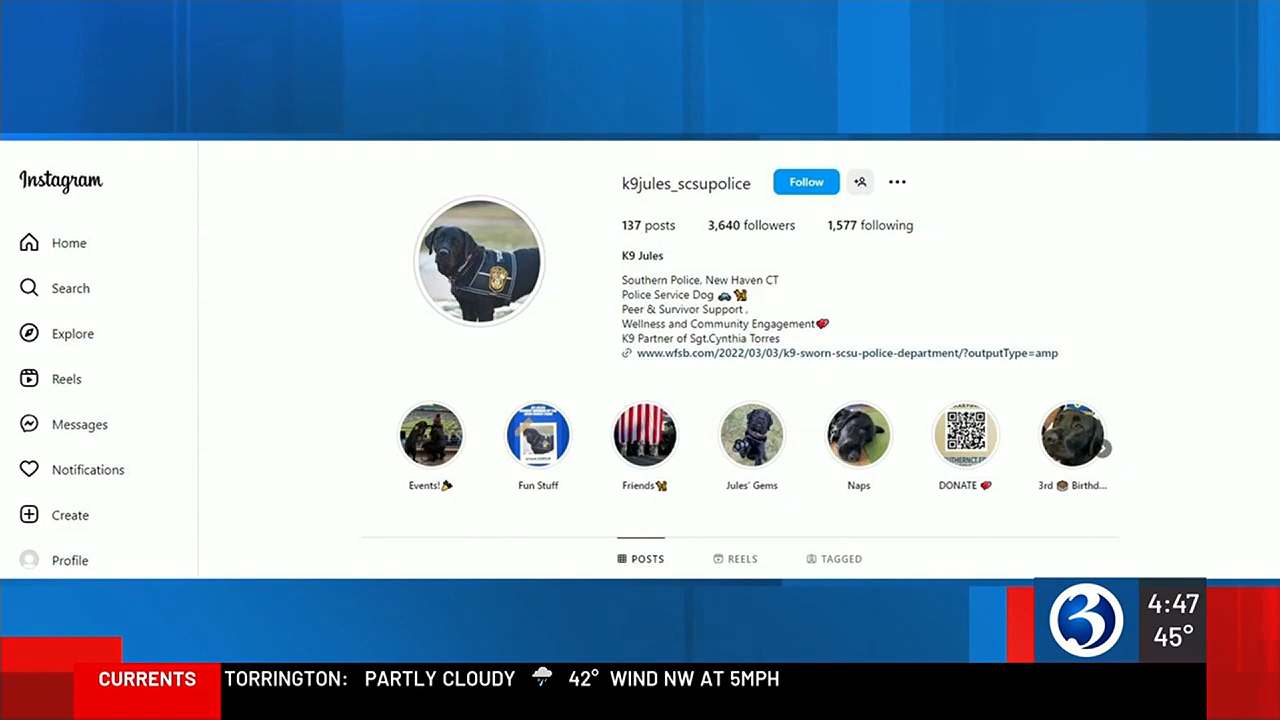 Instagram
Home
Search
Explore
Reels
Messages
Notifications
Create
Profile
k9jules_scsupolice
Follow
137 posts 3,640 followers 1,577 following
K9 Jules
Southern Police, New Haven CT
Police Service Dog 🚓🐕‍🦺
Peer & Survivor Support .
Wellness and Community Engagement
K9 Partner of Sgt.Cynthia Torres
www.wfsb.com/2022/03/03/k9-sworn-scsu-police-department/?outputType=amp
Events!
Fun Stuff
Friends
Jules' Gems
Naps
DONATE
3rd Birthd...
POSTS REELS TAGGED
3
4:47
45°
CURRENTS
TORRINGTON: PARTLY CLOUDY 42° WIND NW AT 5MPH